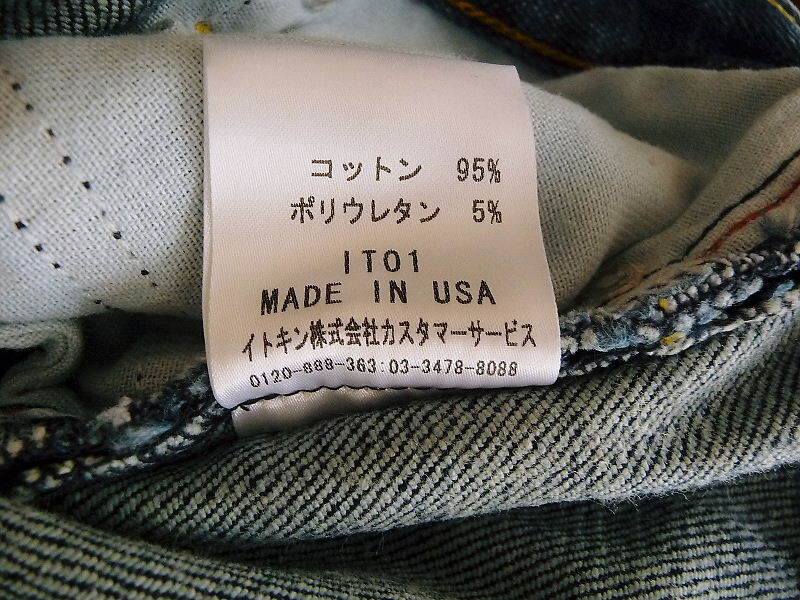 コットン 95%
ポリウレタン 5%
IT01
MADE IN USA
イトキン株式会社カスタマーサービス
0120-888-363:03-3478-8088